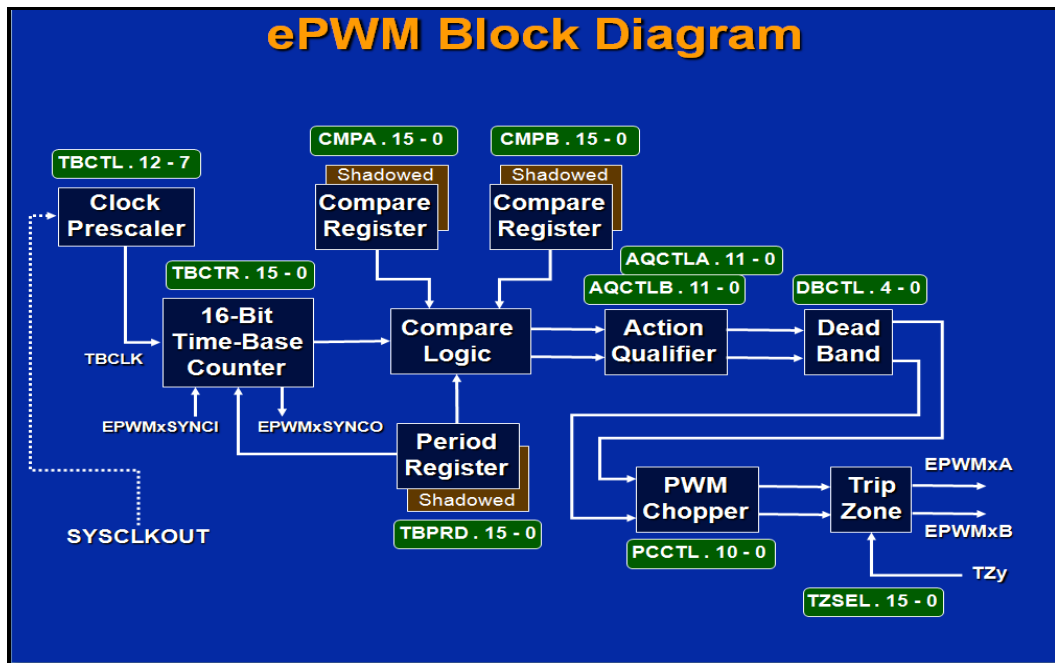 ePWM Block Diagram
CMPA . 15 - 0
CMPB . 15 - 0
TBCTL . 12 - 7
Shadowed
Shadowed
Clock
Prescaler
Compare
Register
Compare
Register
AQCTLA . 11 - 0
TBCTR . 15 - 0
AQCTLB . 11 - 0
DBCTL . 4 - 0
16-Bit
Time-Base
Counter
Compare
Logic
Action
Qualifier
Dead
Band
TBCLK
EPWMxSYNCI
EPWMxSYNCO
Period
Register
Shadowed
TBPRD . 15 - 0
PWM
Chopper
Trip
Zone
EPWMxA
EPWMxB
SYSCLKOUT
PCCTL . 10 - 0
TZy
TZSEL . 15 - 0